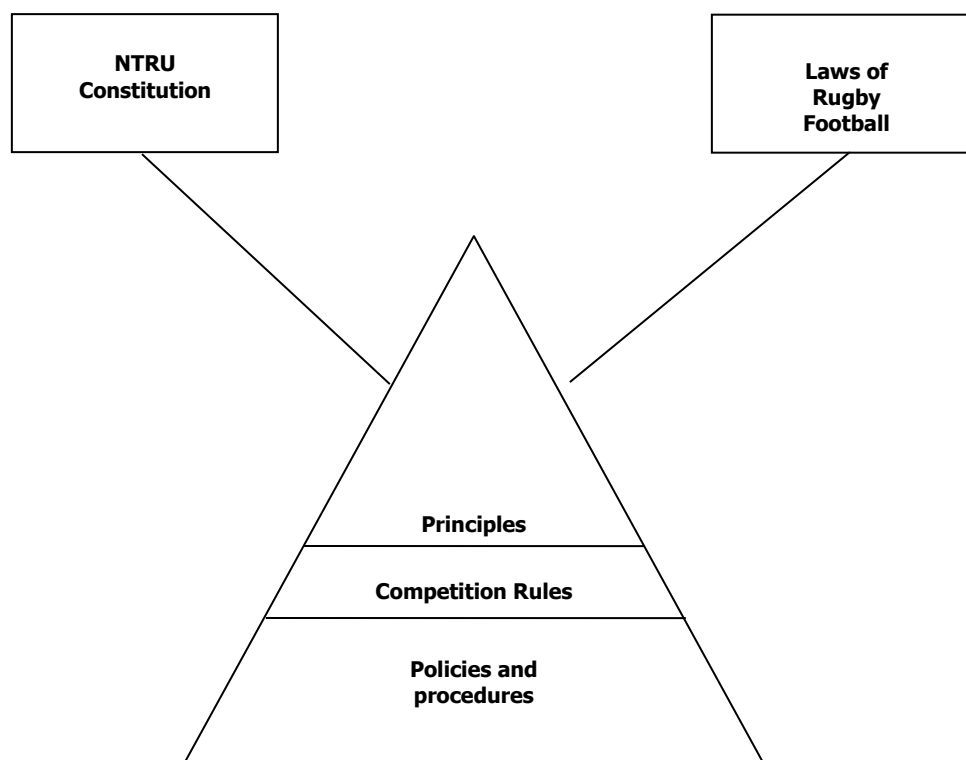 NTRU
Constitution
Laws of
Rugby
Football
Principles
Competition Rules
Policies and
procedures